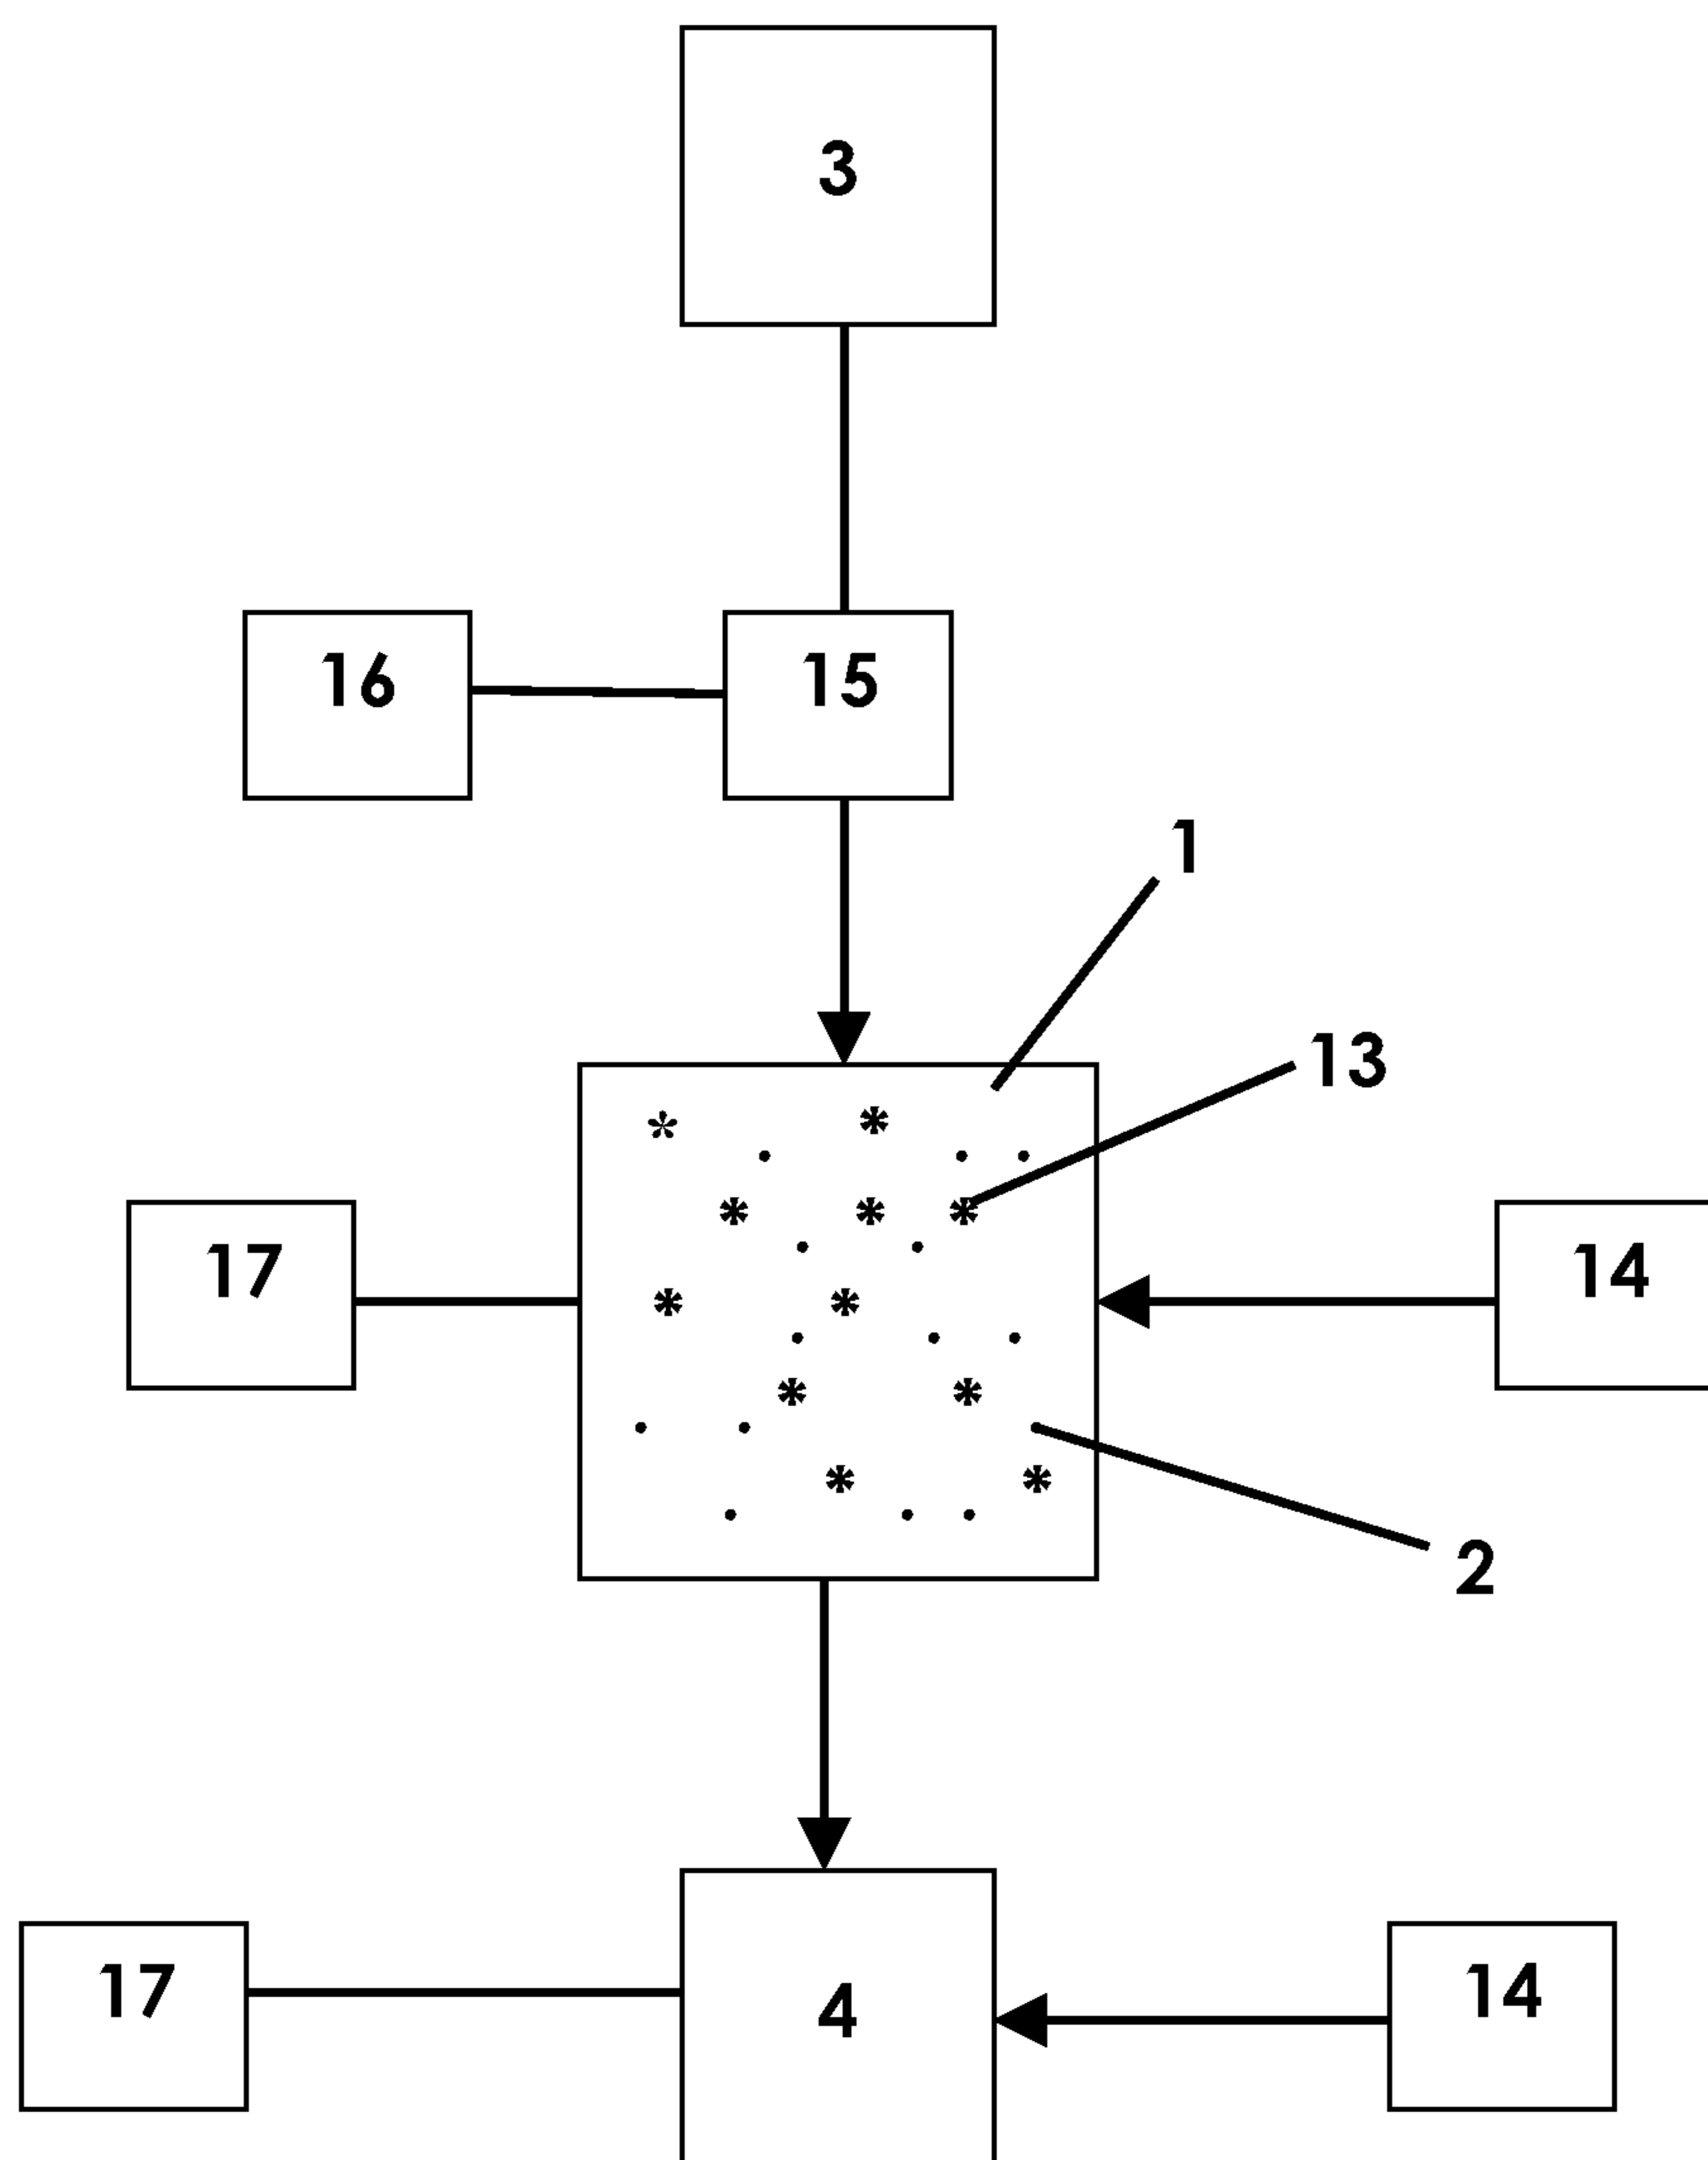 3
16 15
1
13
* *
. . .
* * *
. .
17 * * 14
. . .
* *
. . .
* *
. . .
2
17 4 14